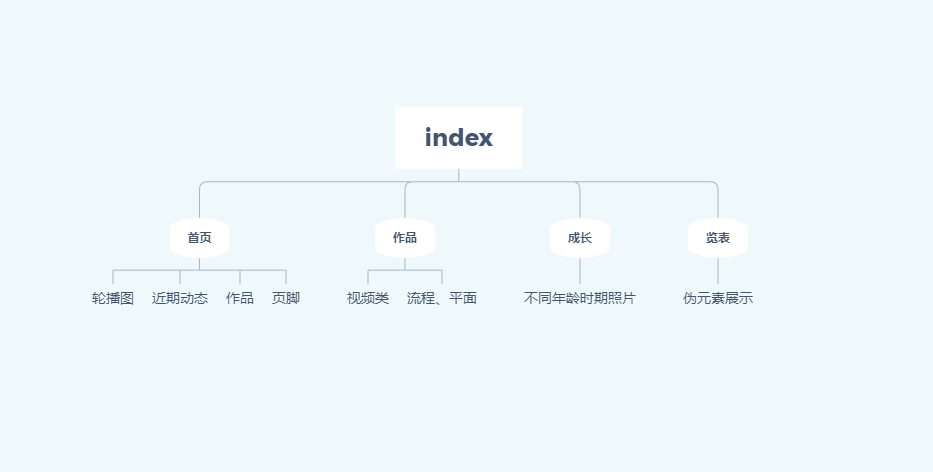 index
首页
作品
成长
览表
轮播图
近期动态
作品
页脚
视频类
流程、平面
不同年龄时期照片
伪元素展示